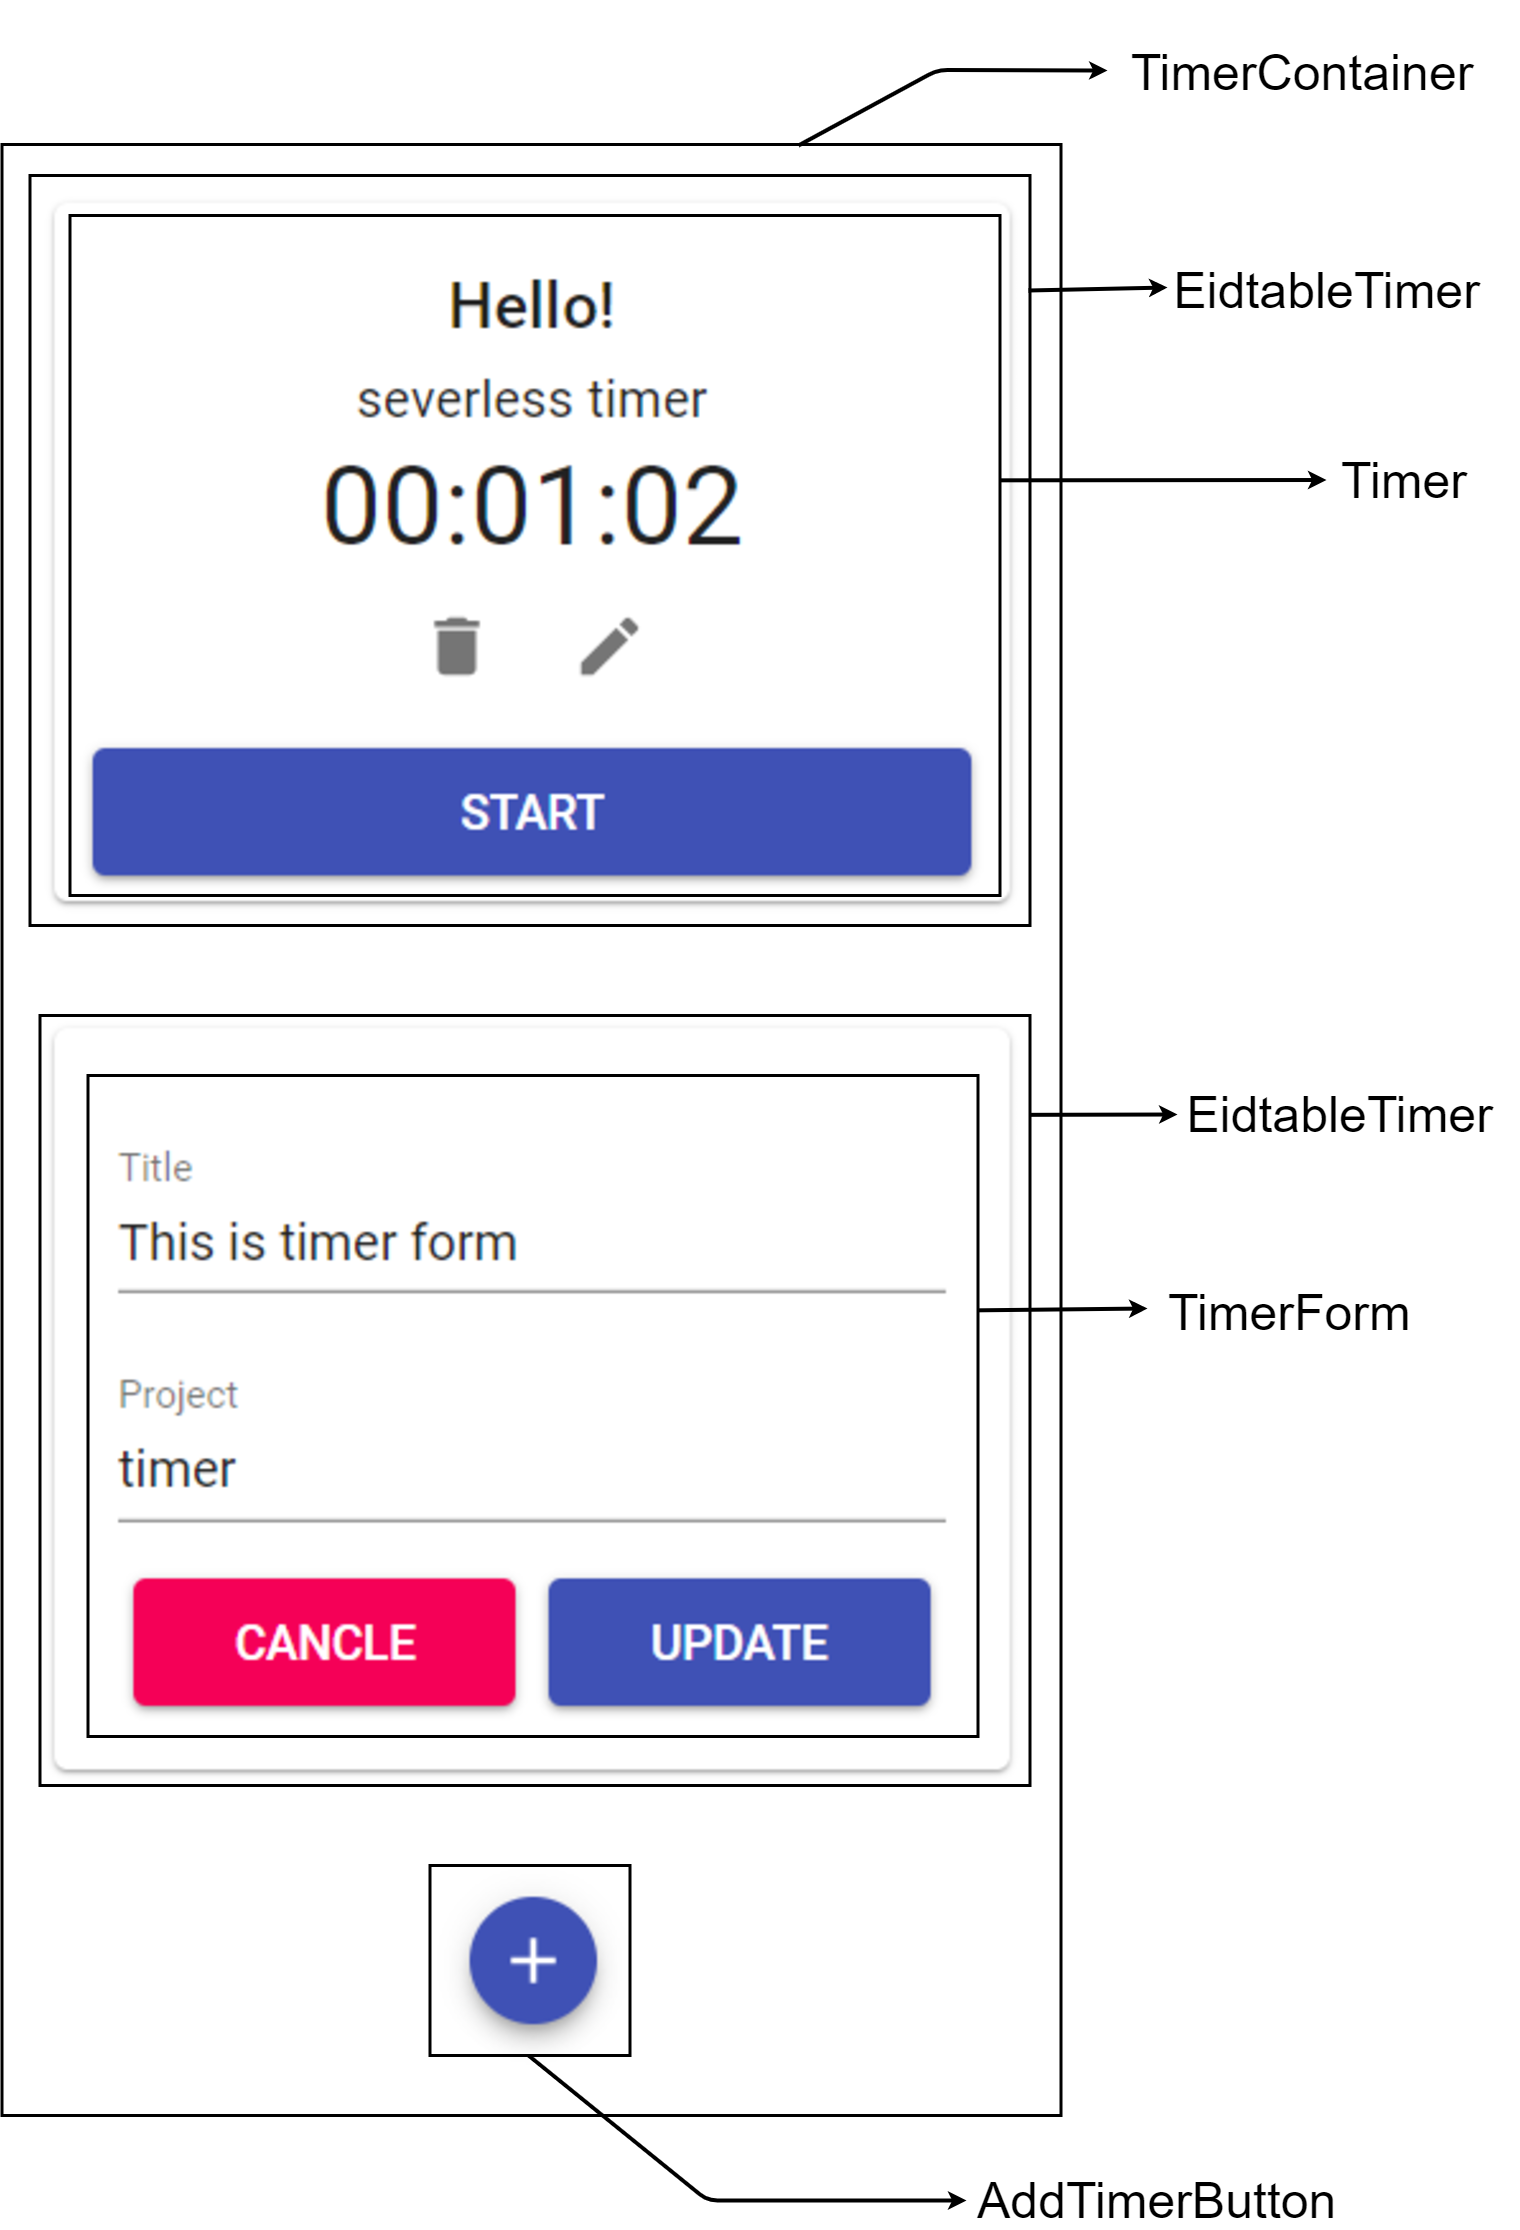 TimerContainer
EidtableTimer
Hello!
severless timer
00:01:02
Timer
START
EidtableTimer
Title
This is timer form
TimerForm
Project
timer
CANCLE UPDATE
AddTimerButton